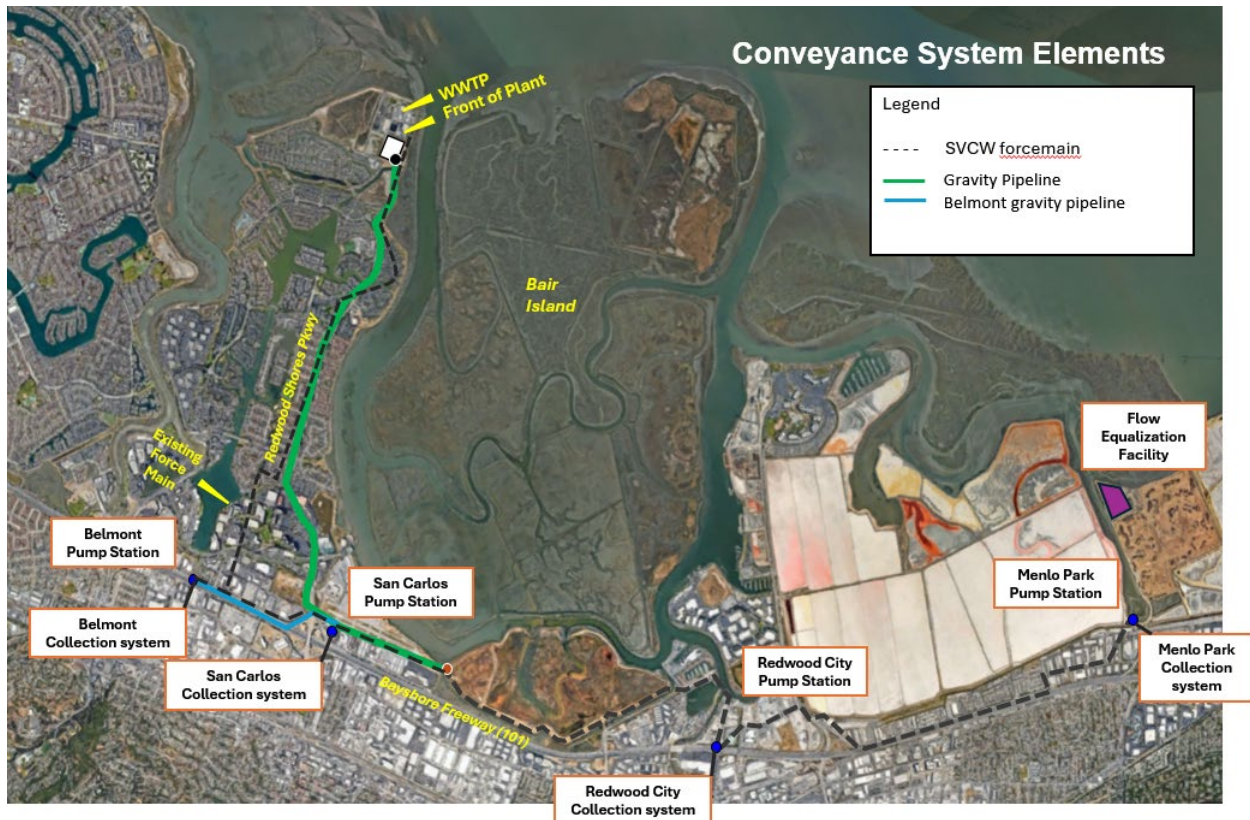 Conveyance System Elements
Legend
SVCW forcemain
Gravity Pipeline
Belmont gravity pipeline
WWTP
Front of Plant
Bair
Island
Redwood Shores Pkwy
Existing
Force
Main
Flow
Equalization
Facility
Belmont
Pump Station
San Carlos
Pump Station
Menlo Park
Pump Station
Belmont
Collection system
San Carlos
Collection system
Redwood City
Pump Station
Menlo Park
Collection
system
Bayshore Freeway (101)
Redwood City
Collection system